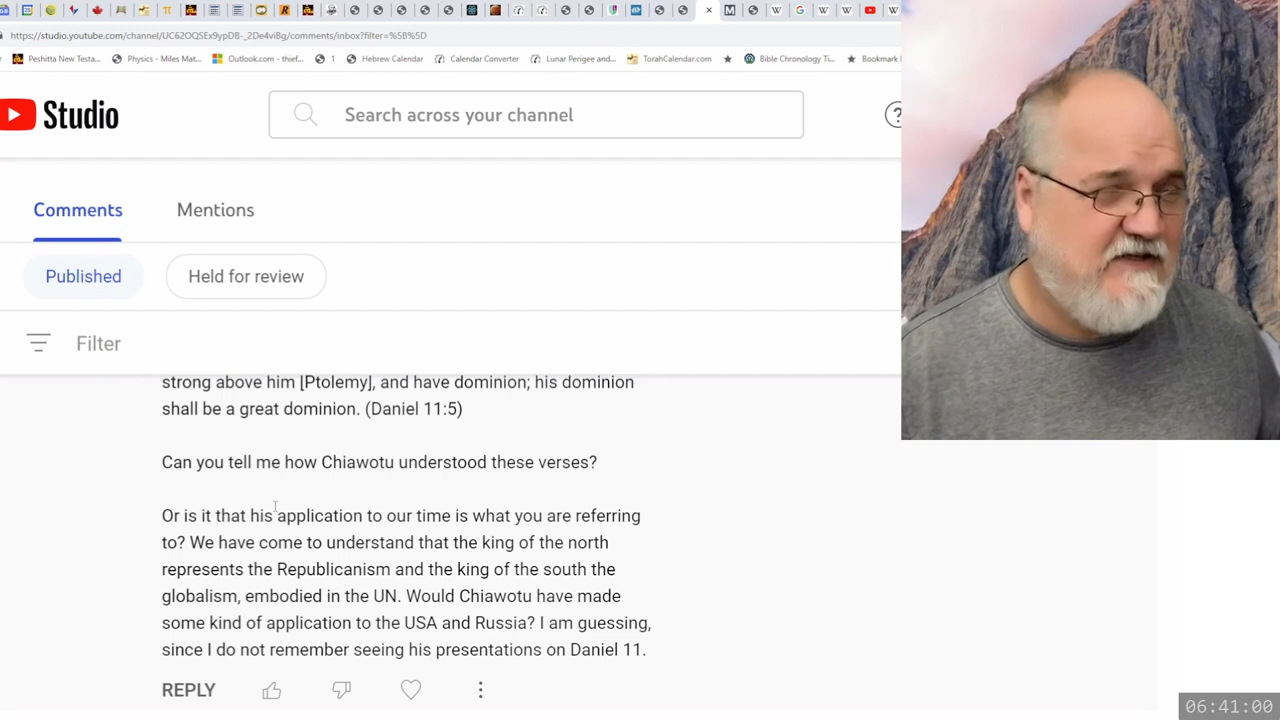 https://studio.youtube.com/channel/UC62OQSEx9ypDB-_2De4viBg/comments/inbox?filter=%5B%5D
Peshitta New Testa... Physics - Miles Mat... Outlook.com - thief... 1 Hebrew Calendar Calendar Converter Lunar Perigee and... TorahCalendar.com Bible Chronology Ti... Bookmark
Studio
Search across your channel
Comments Mentions
Published Held for review
Filter
strong above him [Ptolemy], and have dominion; his dominion
shall be a great dominion. (Daniel 11:5)
Can you tell me how Chiawotu understood these verses?
Or is it that his application to our time is what you are referring
to? We have come to understand that the king of the north
represents the Republicanism and the king of the south the
globalism, embodied in the UN. Would Chiawotu have made
some kind of application to the USA and Russia? I am guessing,
since I do not remember seeing his presentations on Daniel 11.
REPLY
06:41:00